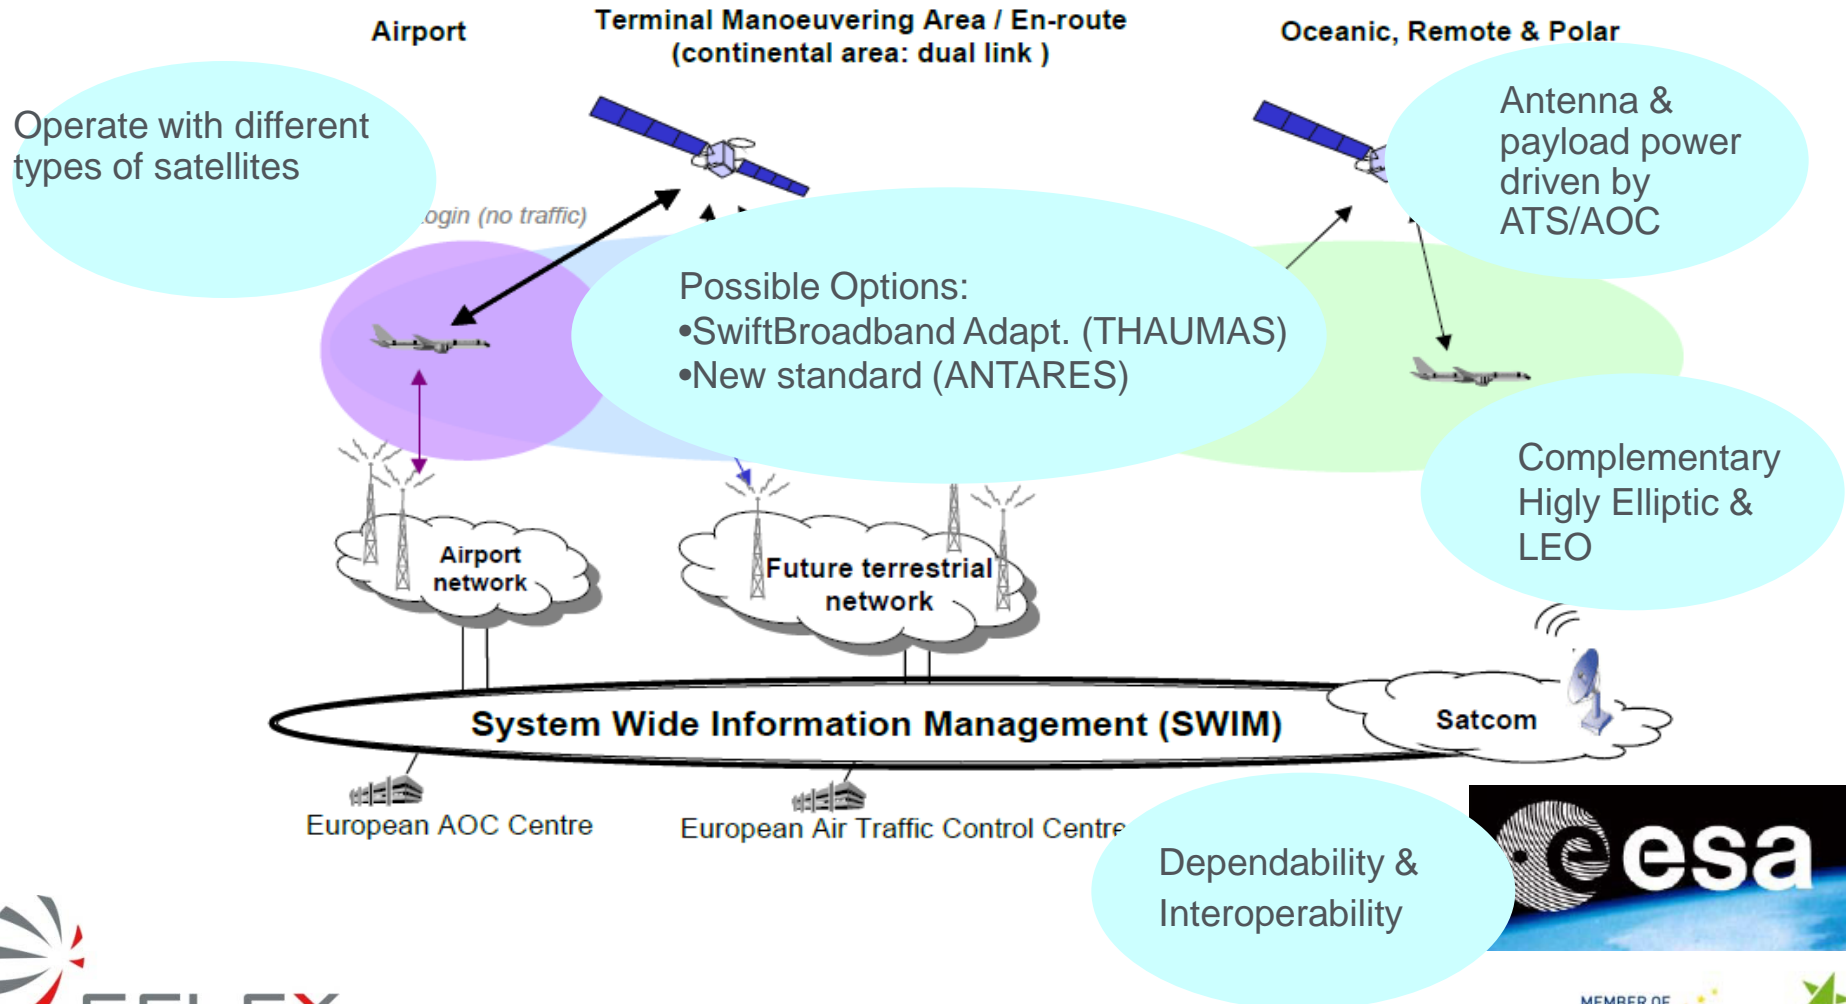 Airport
Terminal Manoeuvering Area / En-route
(continental area: dual link )
Oceanic, Remote & Polar
Operate with different
types of satellites
Antenna &
payload power
driven by
ATS/AOC
(no traffic)
Possible Options:
•SwiftBroadband Adapt. (THAUMAS)
•New standard (ANTARES)
Complementary
Higly Elliptic &
LEO
Airport
network
Future terrestrial
network
System Wide Information Management (SWIM)
Satcom
European AOC Centre
European Air Traffic Control Centre
Dependability &
Interoperability
esa
MEMBER OF